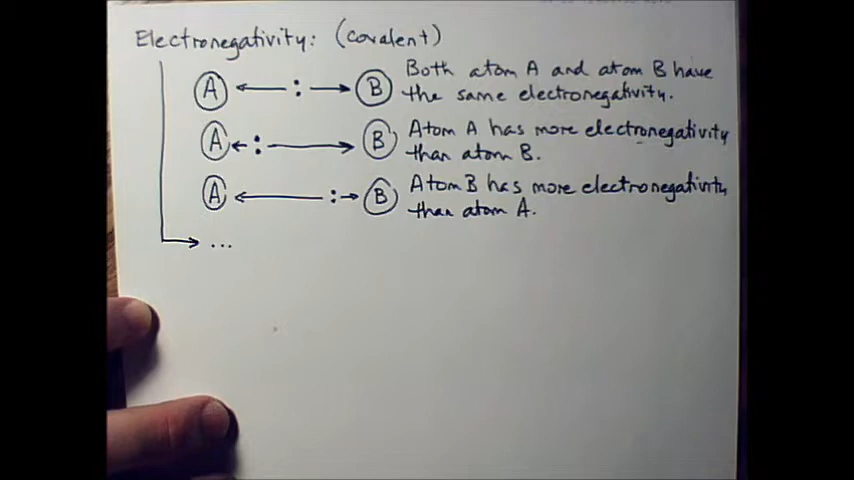 Electronegativity: (covalent)
A ← : → B Both atom A and atom B have
the same electronegativity.
A ← : → B Atom A has more electronegativity
than atom B.
A ← : → B Atom B has more electronegativity
than atom A.
→ ...